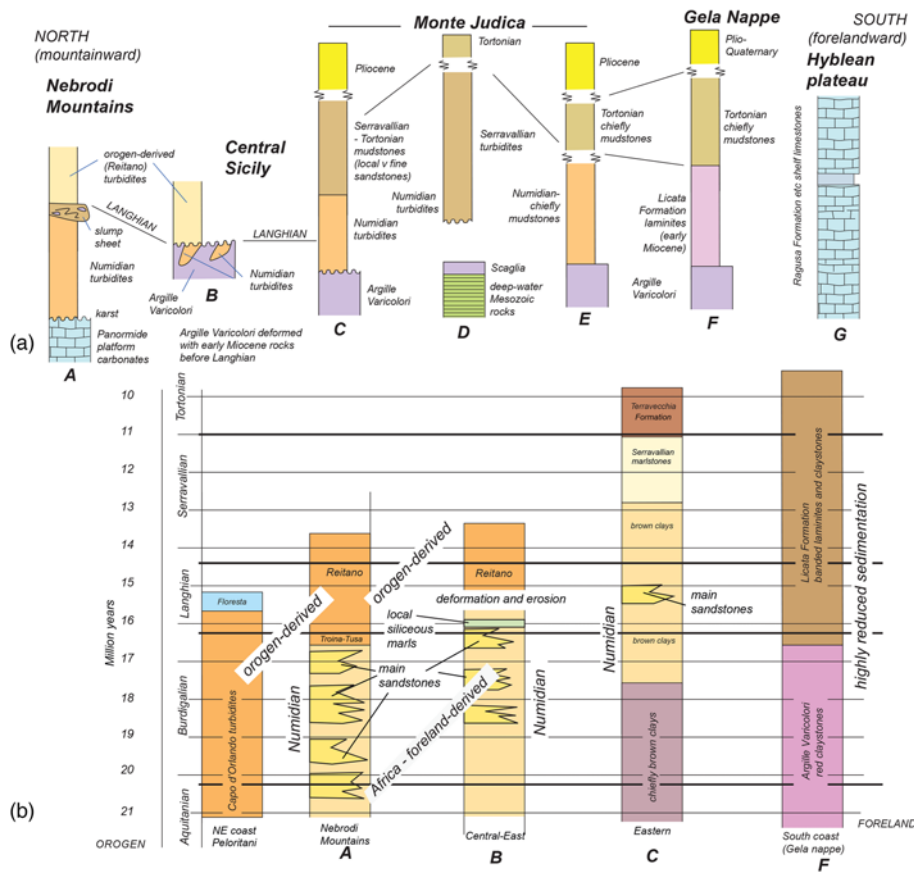 NORTH
(mountainward)
Nebrodi
Mountains
orogen-derived
(Reitano)
turbidites
LANGHIAN
slump
sheet
Numidian
turbidites
karst
Panormide
platform
carbonates
A
(a)
Central
Sicily
B
Argille
Varicolori
Numidian
turbidites
Argille Varicolori deformed
with early Miocene rocks
before Langhian
LANGHIAN
Monte Judica
Pliocene
Serravallian
- Tortonian
mudstones
(local v fine
sandstones)
Numidian
turbidites
Argille
Varicolori
C
Tortonian
Serravallian
turbidites
Numidian
turbidites
Scaglia
deep-water
Mesozoic
rocks
D
Pliocene
Tortonian
chiefly
mudstones
Numidian-
chiefly
mudstones
E
Gela Nappe
Plio-
Quaternary
Tortonian
chiefly
mudstones
Licata
Formation
laminites
(early
Miocene)
Argille
Varicolori
F
SOUTH
(forelandward)
Hyblean
plateau
Ragusa Formation etc shelf limestones
G
(b)
Million years
10
11
12
13
14
15
16
17
18
19
20
21
Tortonian
Serravallian
Langhian
Burdigalian
Aquitanian
OROGEN
Floresta
Capo d'Orlando turbidites
NE coast
Peloritani
orogen-derived
Numidian
Reitano
Troina-Tusa
Nebrodi
Mountains
A
orogen-derived
local
siliceous
marls
main
sandstones
Africa - foreland-derived
Reitano
deformation and erosion
Central-East
B
Numidian
Numidian
Terravecchia
Formation
Serravallian
marlstones
brown clays
main
sandstones
brown clays
chiefly brown clays
Eastern
C
Licata Formation
banded laminites and claystones
Argille Varicolori
red claystones
South coast
(Gela nappe)
F
highly reduced sedimentation
FORELAND